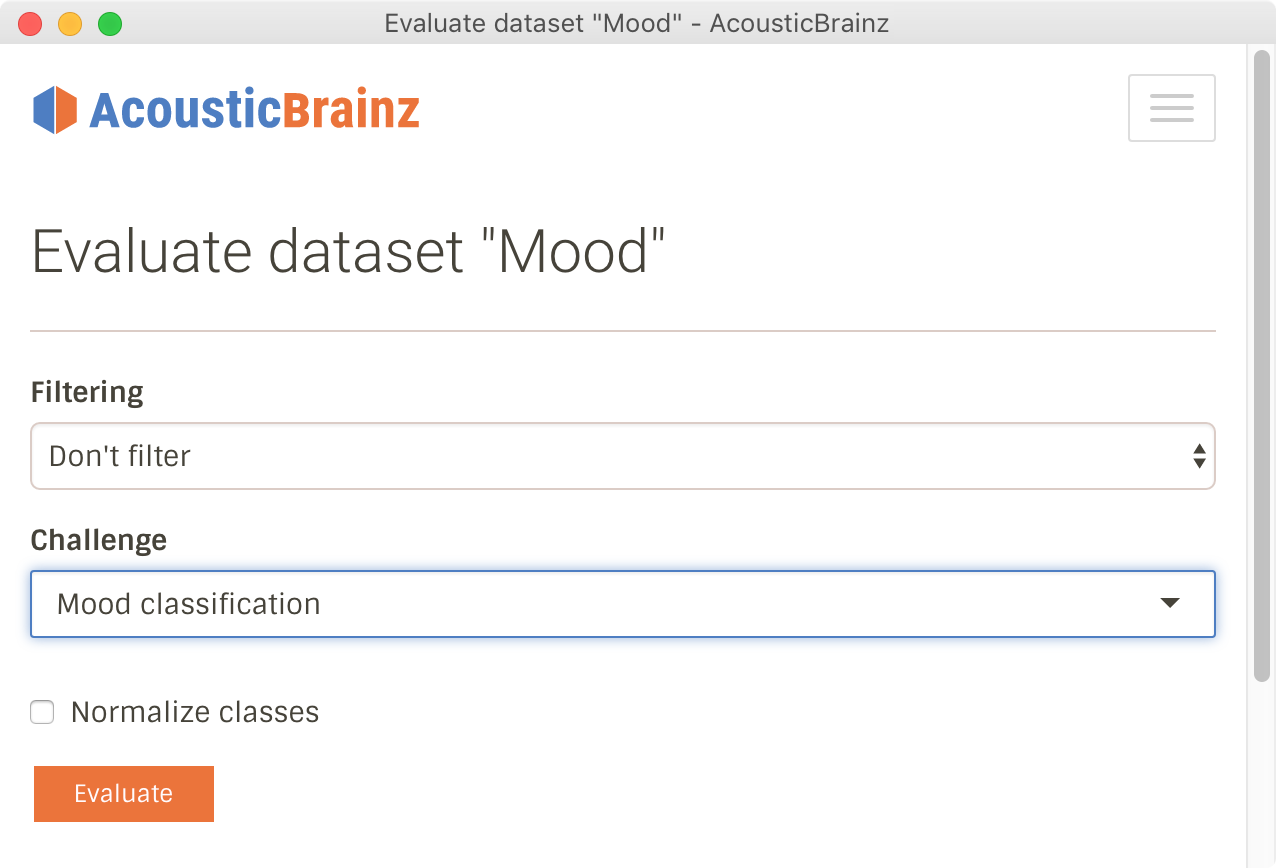 Evaluate dataset "Mood" - AcousticBrainz
AcousticBrainz
Evaluate dataset "Mood"
Filtering
Don't filter
Challenge
Mood classification
Normalize classes
Evaluate